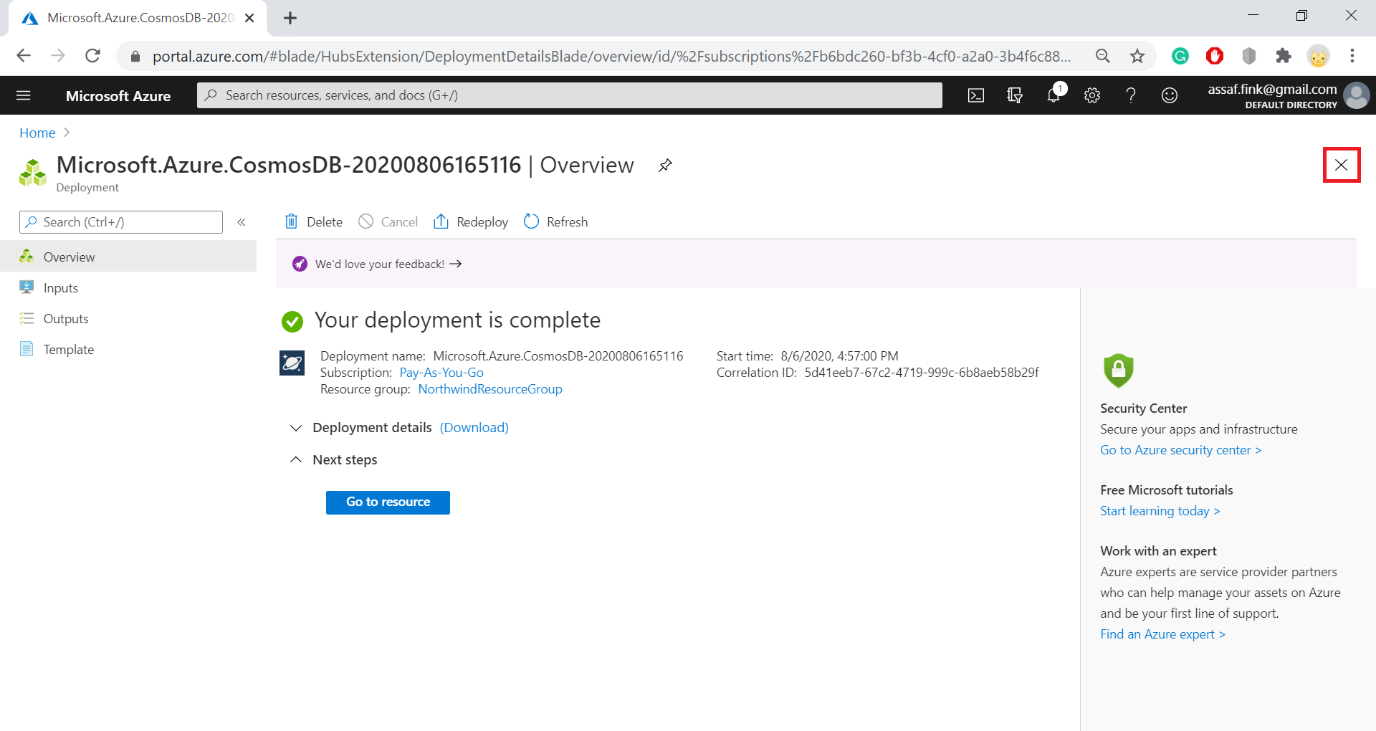 Microsoft.Azure.CosmosDB-2020
portal.azure.com/#blade/HubsExtension/DeploymentDetailsBlade/overview/id/%2Fsubscriptions%2Fb6bdc260-bf3b-4cf0-a2a0-3b4f6c88...
Microsoft Azure
Search resources, services, and docs (G+/)
1
assaf.fink@gmail.com
DEFAULT DIRECTORY
Home >
Microsoft.Azure.CosmosDB-20200806165116 | Overview
Deployment
Search (Ctrl+/)
«
Delete
Cancel
Redeploy
Refresh
Overview
Inputs
Outputs
Template
We'd love your feedback! →
Your deployment is complete
Deployment name: Microsoft.Azure.CosmosDB-20200806165116
Subscription: Pay-As-You-Go
Resource group: NorthwindResourceGroup
Start time: 8/6/2020, 4:57:00 PM
Correlation ID: 5d41eeb7-67c2-4719-999c-6b8aeb58b29f
Deployment details (Download)
Next steps
Go to resource
Security Center
Secure your apps and infrastructure
Go to Azure security center >
Free Microsoft tutorials
Start learning today >
Work with an expert
Azure experts are service provider partners
who can help manage your assets on Azure
and be your first line of support.
Find an Azure expert >